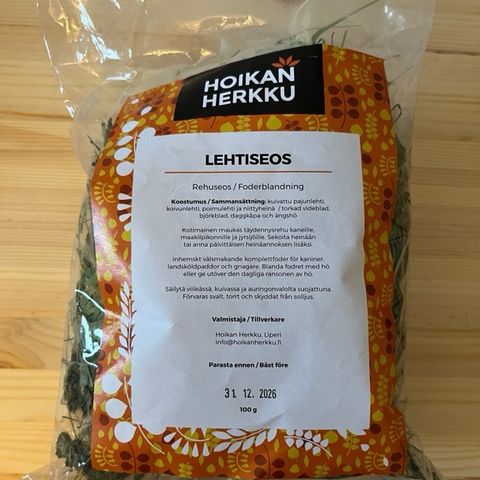 HOIKAN
HERKKU
LEHTISEOS
Rehuseos / Foderblandning
Koostumus / Sammansättning: kuivattu pajunlehti,
koivunlehti, poimulehti ja niittyheinä / torkad videblad,
björkblad, daggkåpa och ängshö
Kotimainen maukas täydennysrehu kaneille,
maakilpikonnille ja jyrsijöille. Sekoita heinään
tai anna päivittäisen heinäannoksen lisäksi.
Inhemskt välsmakande komplettfoder för kaniner,
landsköldpaddor och gnagare. Blanda fodret med hö
eller ge utöver den dagliga ransonen av hö.
Säilytä viileässä, kuivassa ja auringonvalolta suojattuna.
Förvaras svalt, torrt och skyddat från solljus.
Valmistaja / Tillverkare
Hoikan Herkku, Liperi
info@hoikanherkku.fi
Parasta ennen / Bäst före
31. 12. 2026
100 g